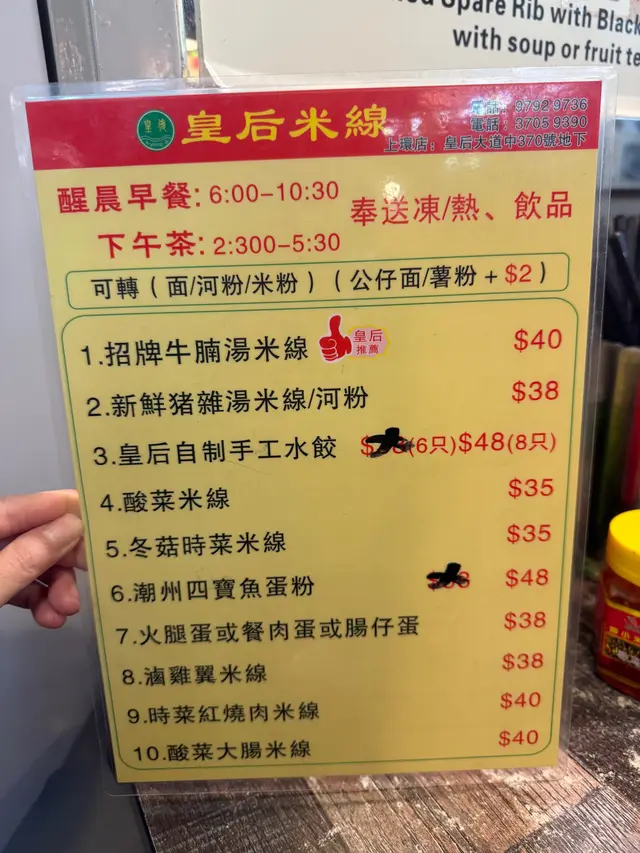 Spare Rib with Black
with soup or fruit te
皇后米線
電話：9792 9736
電話：3705 9390
上環店：皇后大道中370號地下
醒晨早餐: 6:00-10:30
奉送凍/熱、飲品
下午茶: 2:300-5:30
可轉（面/河粉/米粉）（公仔面/薯粉 + $2）
1.招牌牛腩湯米線 皇后推薦 $40
2.新鮮猪雜湯米線/河粉 $38
3.皇后自制手工水餃 (6只)$48(8只)
4.酸菜米線 $35
5.冬菇時菜米線 $35
6.潮州四寶魚蛋粉 $48
7.火腿蛋或餐肉蛋或腸仔蛋 $38
8.滷雞翼米線 $38
9.時菜紅燒肉米線 $40
10.酸菜大腸米線 $40